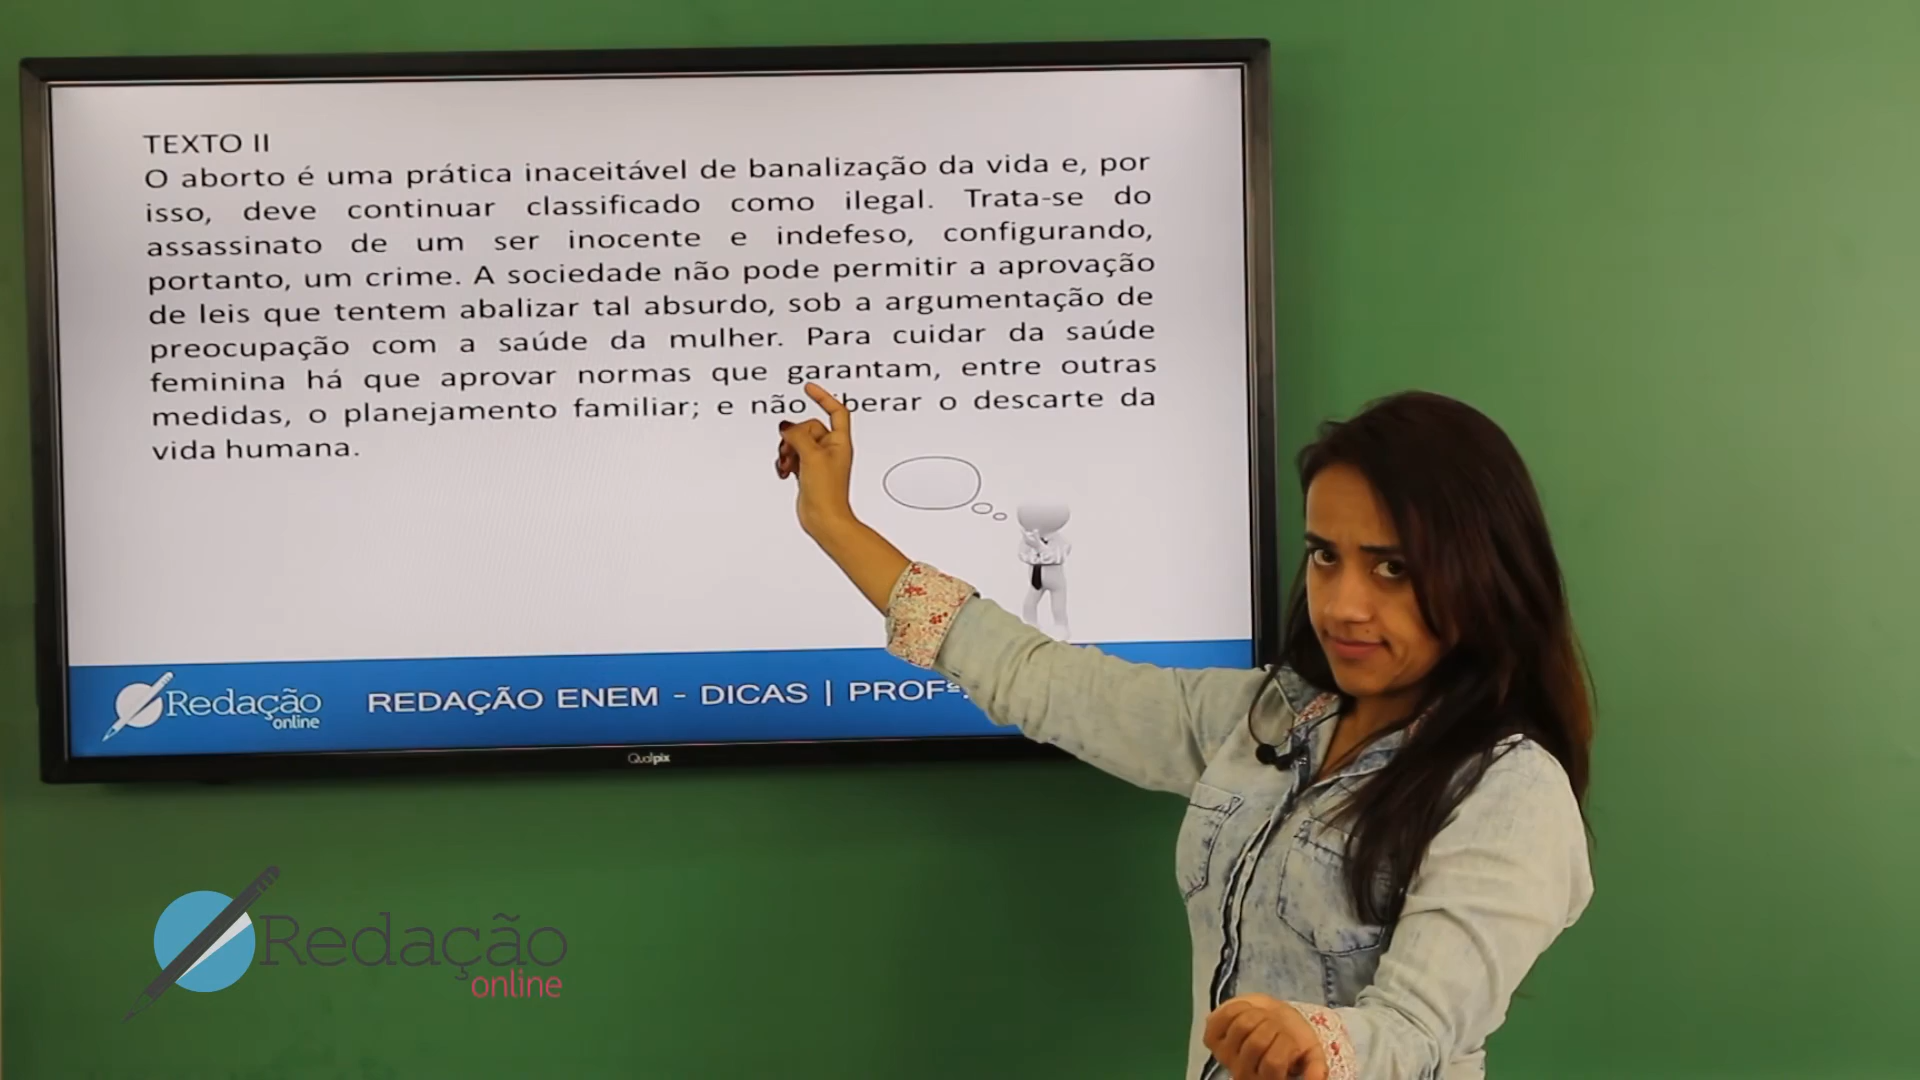 TEXTO II
O aborto é uma prática inaceitável de banalização da vida e, por
isso, deve continuar classificado como ilegal. Trata-se do
assassinato de um ser inocente e indefeso, configurando,
portanto, um crime. A sociedade não pode permitir a aprovação
de leis que tentem abalizar tal absurdo, sob a argumentação de
preocupação com a saúde da mulher. Para cuidar da saúde
feminina há que aprovar normas que garantam, entre outras
medidas, o planejamento familiar; e não liberar o descarte da
vida humana.
Redação
online
REDAÇÃO ENEM - DICAS | PROFª.
Qualpix
Redação
online